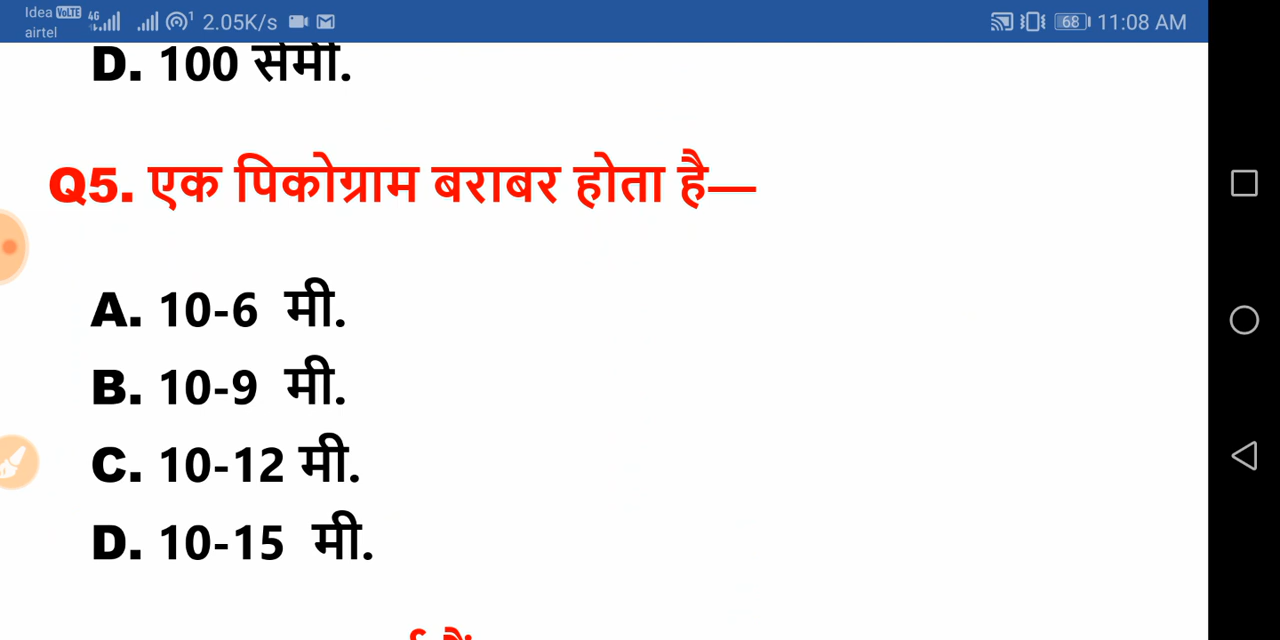 Idea VoLTE 4G 1 2.05K/s 68 11:08 AM
airtel
D. 100 सेमी.
Q5. एक पिकोग्राम बराबर होता है—
A. 10-6 मी.
B. 10-9 मी.
C. 10-12 मी.
D. 10-15 मी.